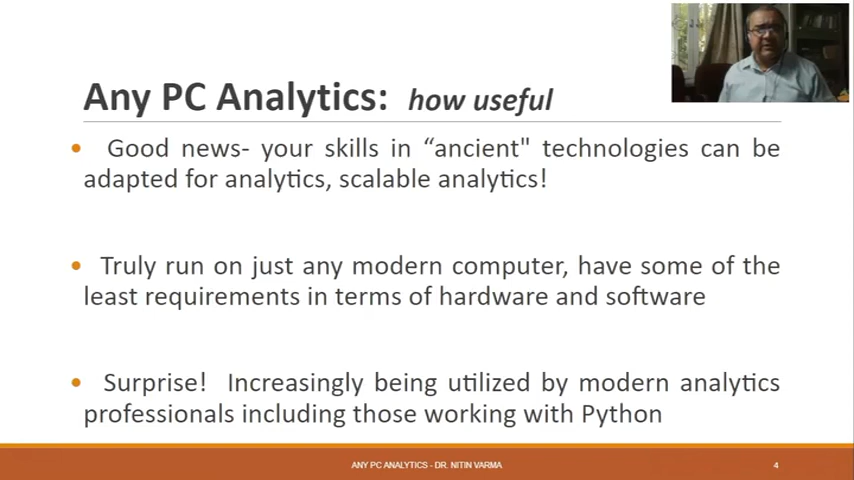 Any PC Analytics: how useful
• Good news- your skills in “ancient" technologies can be
adapted for analytics, scalable analytics!
• Truly run on just any modern computer, have some of the
least requirements in terms of hardware and software
• Surprise! Increasingly being utilized by modern analytics
professionals including those working with Python
ANY PC ANALYTICS - DR. NITIN VARMA 4